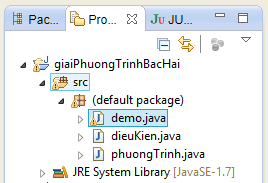 Pac...
Pro...
JU...
giaiPhuongTrinhBacHai
src
(default package)
demo.java
dieuKien.java
phuongTrinh.java
JRE System Library [JavaSE-1.7]